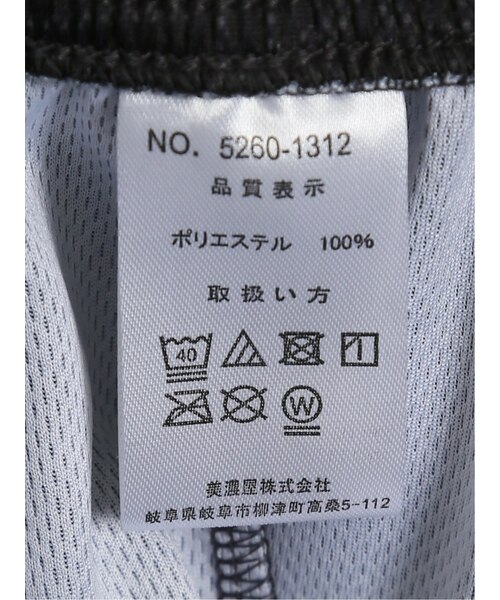 NO. 5260-1312
品質表示
ポリエステル 100%
取扱い方
40
W
美濃屋株式会社
岐阜県岐阜市柳津町高桑5-112